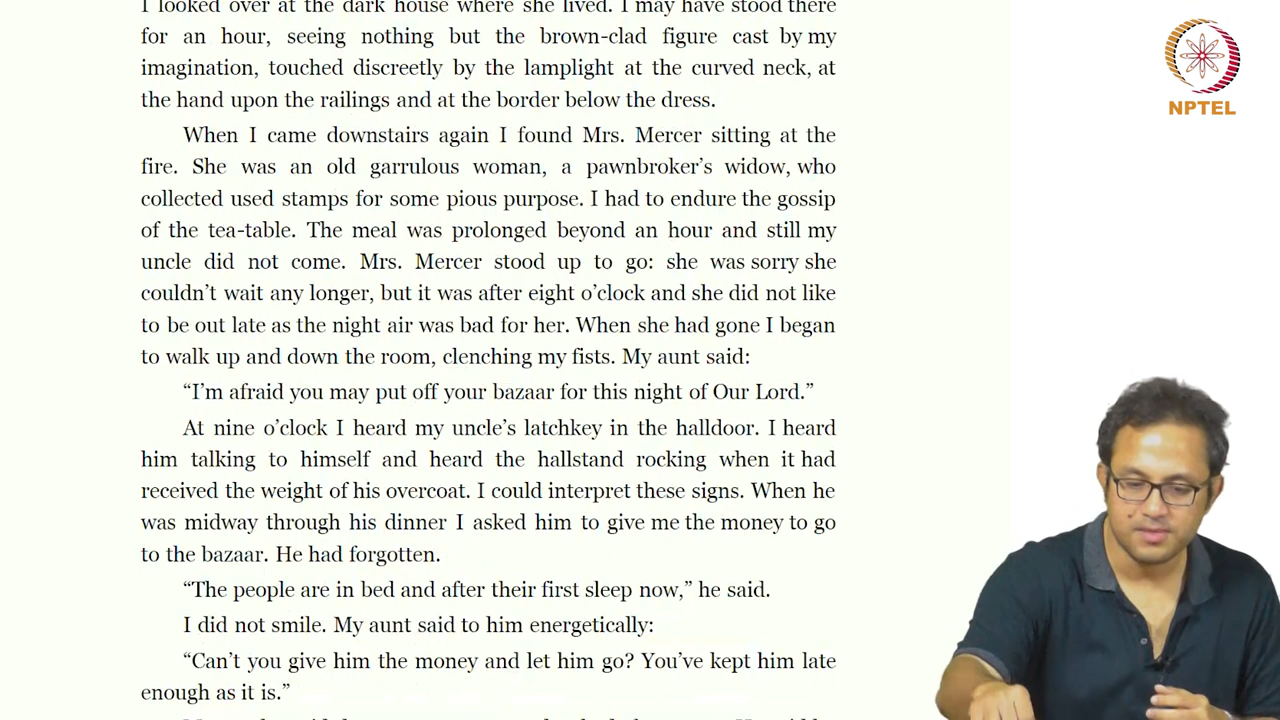 I looked over at the dark house where she lived. I may have stood there
for an hour, seeing nothing but the brown-clad figure cast by my
imagination, touched discreetly by the lamplight at the curved neck, at
the hand upon the railings and at the border below the dress.
When I came downstairs again I found Mrs. Mercer sitting at the
fire. She was an old garrulous woman, a pawnbroker’s widow, who
collected used stamps for some pious purpose. I had to endure the gossip
of the tea-table. The meal was prolonged beyond an hour and still my
uncle did not come. Mrs. Mercer stood up to go: she was sorry she
couldn’t wait any longer, but it was after eight o’clock and she did not like
to be out late as the night air was bad for her. When she had gone I began
to walk up and down the room, clenching my fists. My aunt said:
“I’m afraid you may put off your bazaar for this night of Our Lord.”
At nine o’clock I heard my uncle’s latchkey in the halldoor. I heard
him talking to himself and heard the hallstand rocking when it had
received the weight of his overcoat. I could interpret these signs. When he
was midway through his dinner I asked him to give me the money to go
to the bazaar. He had forgotten.
“The people are in bed and after their first sleep now,” he said.
I did not smile. My aunt said to him energetically:
“Can’t you give him the money and let him go? You’ve kept him late
enough as it is.”
NPTEL